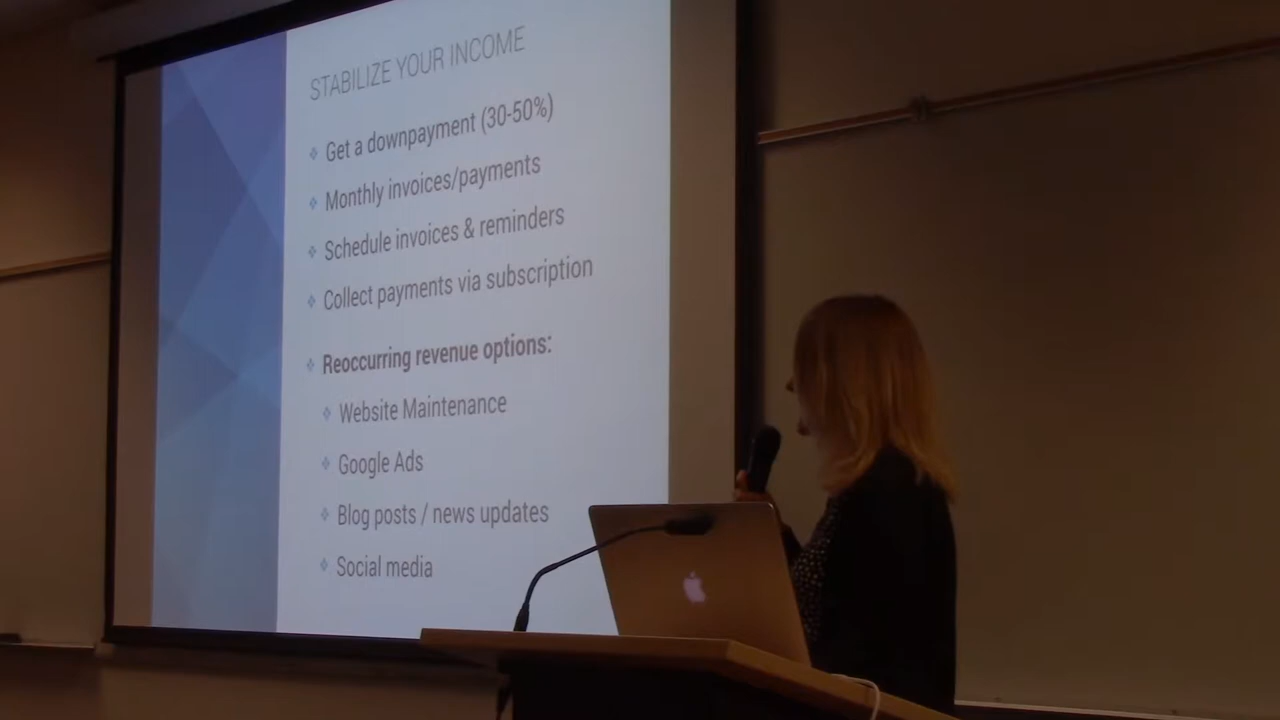 STABILIZE YOUR INCOME
Get a downpayment (30-50%)
Monthly invoices/payments
Schedule invoices & reminders
Collect payments via subscription
Reoccurring revenue options:
Website Maintenance
Google Ads
Blog posts / news updates
Social media